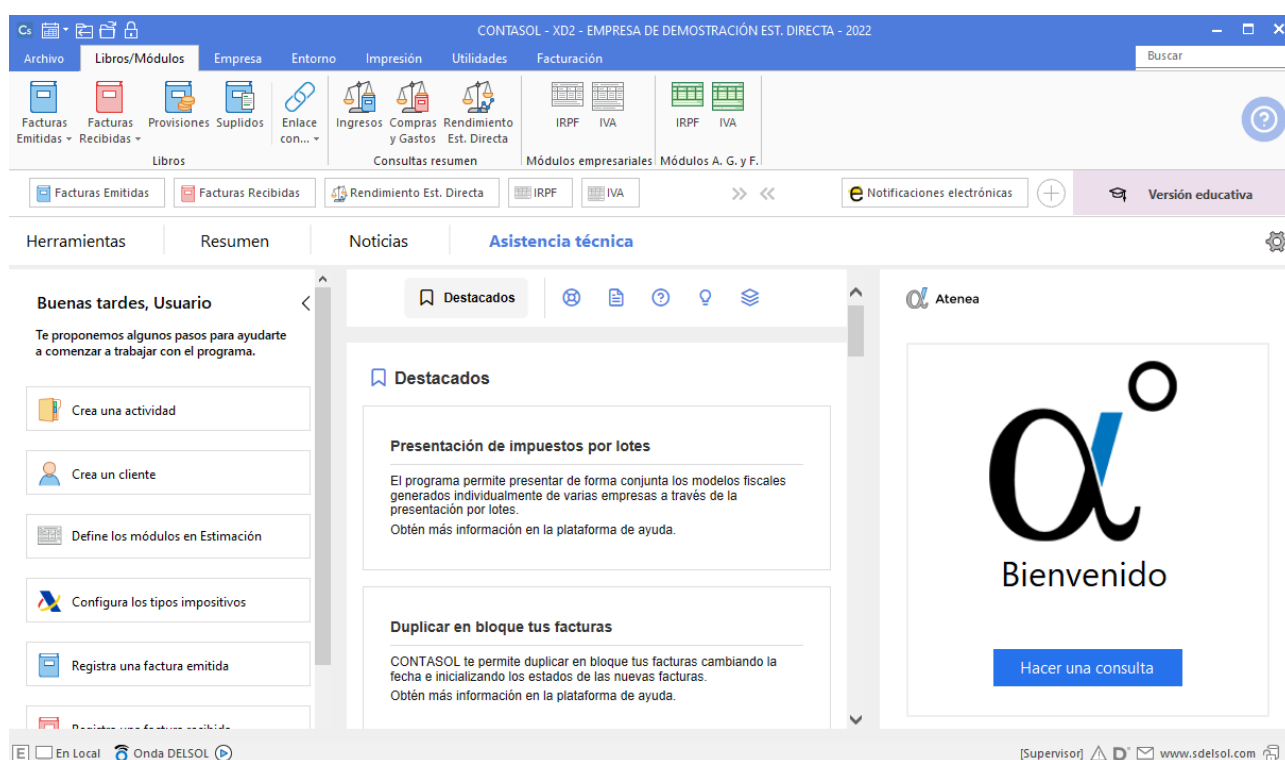 Cs
CONTASOL - XD2 - EMPRESA DE DEMOSTRACIÓN EST. DIRECTA - 2022
Archivo Libros/Módulos Empresa Entorno Impresión Utilidades Facturación Buscar
Facturas Facturas Provisiones Suplidos Enlace Ingresos Compras Rendimiento IRPF IVA IRPF IVA
Emitidas Recibidas con... y Gastos Est. Directa
Libros Consultas resumen Módulos empresariales Módulos A. G. y F.
Facturas Emitidas Facturas Recibidas Rendimiento Est. Directa IRPF IVA Notificaciones electrónicas Versión educativa
Herramientas Resumen Noticias Asistencia técnica
Buenas tardes, Usuario
Te proponemos algunos pasos para ayudarte
a comenzar a trabajar con el programa.
Crea una actividad
Crea un cliente
Define los módulos en Estimación
Configura los tipos impositivos
Registra una factura emitida
Registra una factura recibida
Destacados
Destacados
Presentación de impuestos por lotes
El programa permite presentar de forma conjunta los modelos fiscales
generados individualmente de varias empresas a través de la
presentación por lotes.
Obtén más información en la plataforma de ayuda.
Duplicar en bloque tus facturas
CONTASOL te permite duplicar en bloque tus facturas cambiando la
fecha e inicializando los estados de las nuevas facturas.
Obtén más información en la plataforma de ayuda.
Atenea
Bienvenido
Hacer una consulta
E En Local Onda DELSOL [Supervisor] D www.sdelsol.com